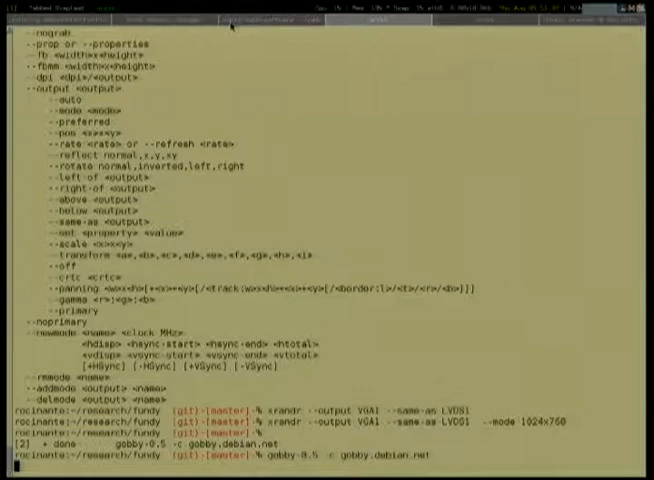 --nograb
--prop or --properties
--fb <width>x<height>
--fbmm <width>x<height>
--dpi <dpi>/<output>
--output <output>
--auto
--mode <mode>
--preferred
--pos <x>x<y>
--rate <rate> or --refresh <rate>
--reflect normal,x,y,xy
--rotate normal,inverted,left,right
--left-of <output>
--right-of <output>
--above <output>
--below <output>
--same-as <output>
--set <property> <value>
--scale <x>x<y>
--transform <a>,<b>,<c>,<d>,<e>,<f>,<g>,<h>,<i>
--off
--crtc <crtc>
--panning <w>x<h>[+<x>+<y>[/<track:w>x<h>+<x>+<y>[/<border:l>/<t>/<r>/<b>]]]
--gamma <r>:<g>:<b>
--primary
--noprimary
--newmode <name> <clock MHz>
<hdisp> <hsync-start> <hsync-end> <htotal>
<vdisp> <vsync-start> <vsync-end> <vtotal>
[+HSync] [-HSync] [+VSync] [-VSync]
--rmmode <name>
--addmode <output> <name>
--delmode <output> <name>
rocinante:~/research/fundy (git)-[master]-% xrandr --output VGA1 --same-as LVDS1
rocinante:~/research/fundy (git)-[master]-% xrandr --output VGA1 --same-as LVDS1 --mode 1024x760
rocinante:~/research/fundy (git)-[master]-%
[2] + done gobby-0.5 -c gobby.debian.net
rocinante:~/research/fundy (git)-[master]-% gobby-0.5 -c gobby.debian.net